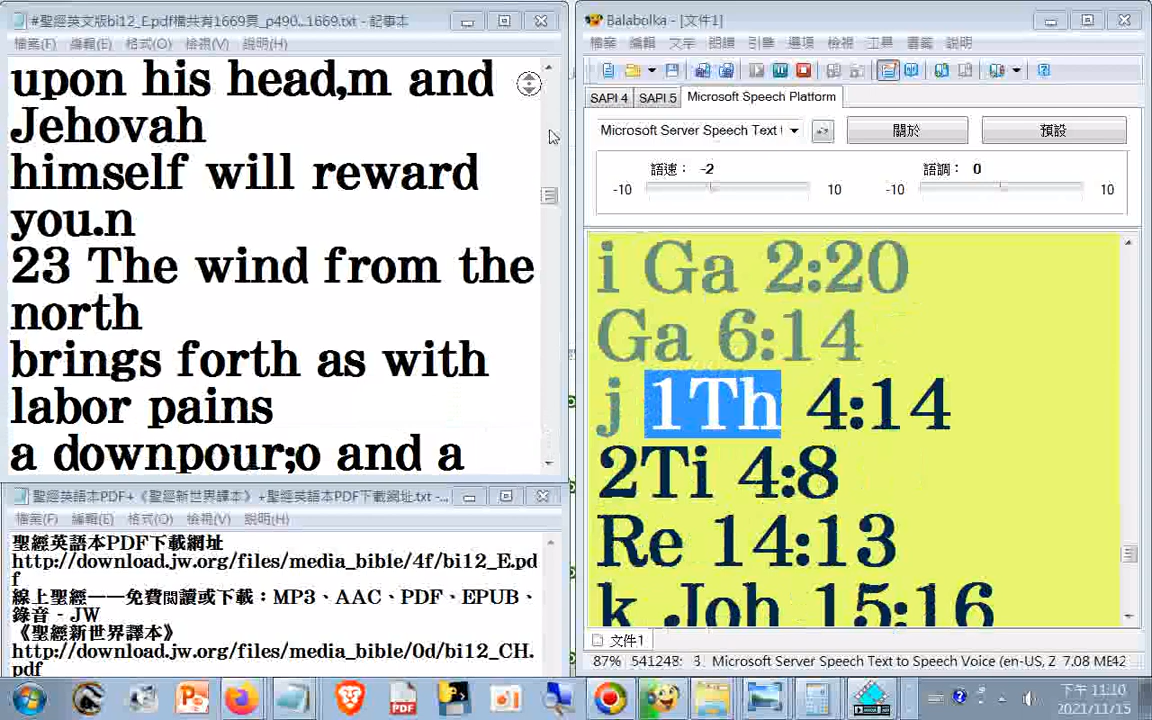 #聖經英文版bi12_E.pdf檔共有1669頁_p490..1669.txt - 記事本
檔案(F) 編輯(E) 格式(O) 檢視(V) 說明(H)
upon his head,m and
Jehovah
himself will reward
you.n
23 The wind from the
north
brings forth as with
labor pains
a downpour;o and a
聖經英語本PDF+《聖經新世界譯本》+聖經英語本PDF下載網址.txt -...
檔案(F) 編輯(E) 格式(O) 檢視(V) 說明(H)
聖經英語本PDF下載網址
http://download.jw.org/files/media_bible/4f/bi12_E.pd
f
線上聖經──免費閱讀或下載：MP3、AAC、PDF、EPUB、
錄音 - JW
《聖經新世界譯本》
http://download.jw.org/files/media_bible/0d/bi12_CH.
pdf
Balabolka - [文件1]
檔案 編輯 文字 朗讀 引擎 選項 檢視 工具 書籤 說明
SAPI 4 SAPI 5 Microsoft Speech Platform
Microsoft Server Speech Text 關於 預設
語速： -2 語調： 0
-10 10 -10 10
i Ga 2:20
Ga 6:14
j 1Th 4:14
2Ti 4:8
Re 14:13
k Joh 15:16
文件1
87% 541248: Microsoft Server Speech Text to Speech Voice (en-US, Z 7.08 ME42
PDF
下午 11:10
2021/11/15